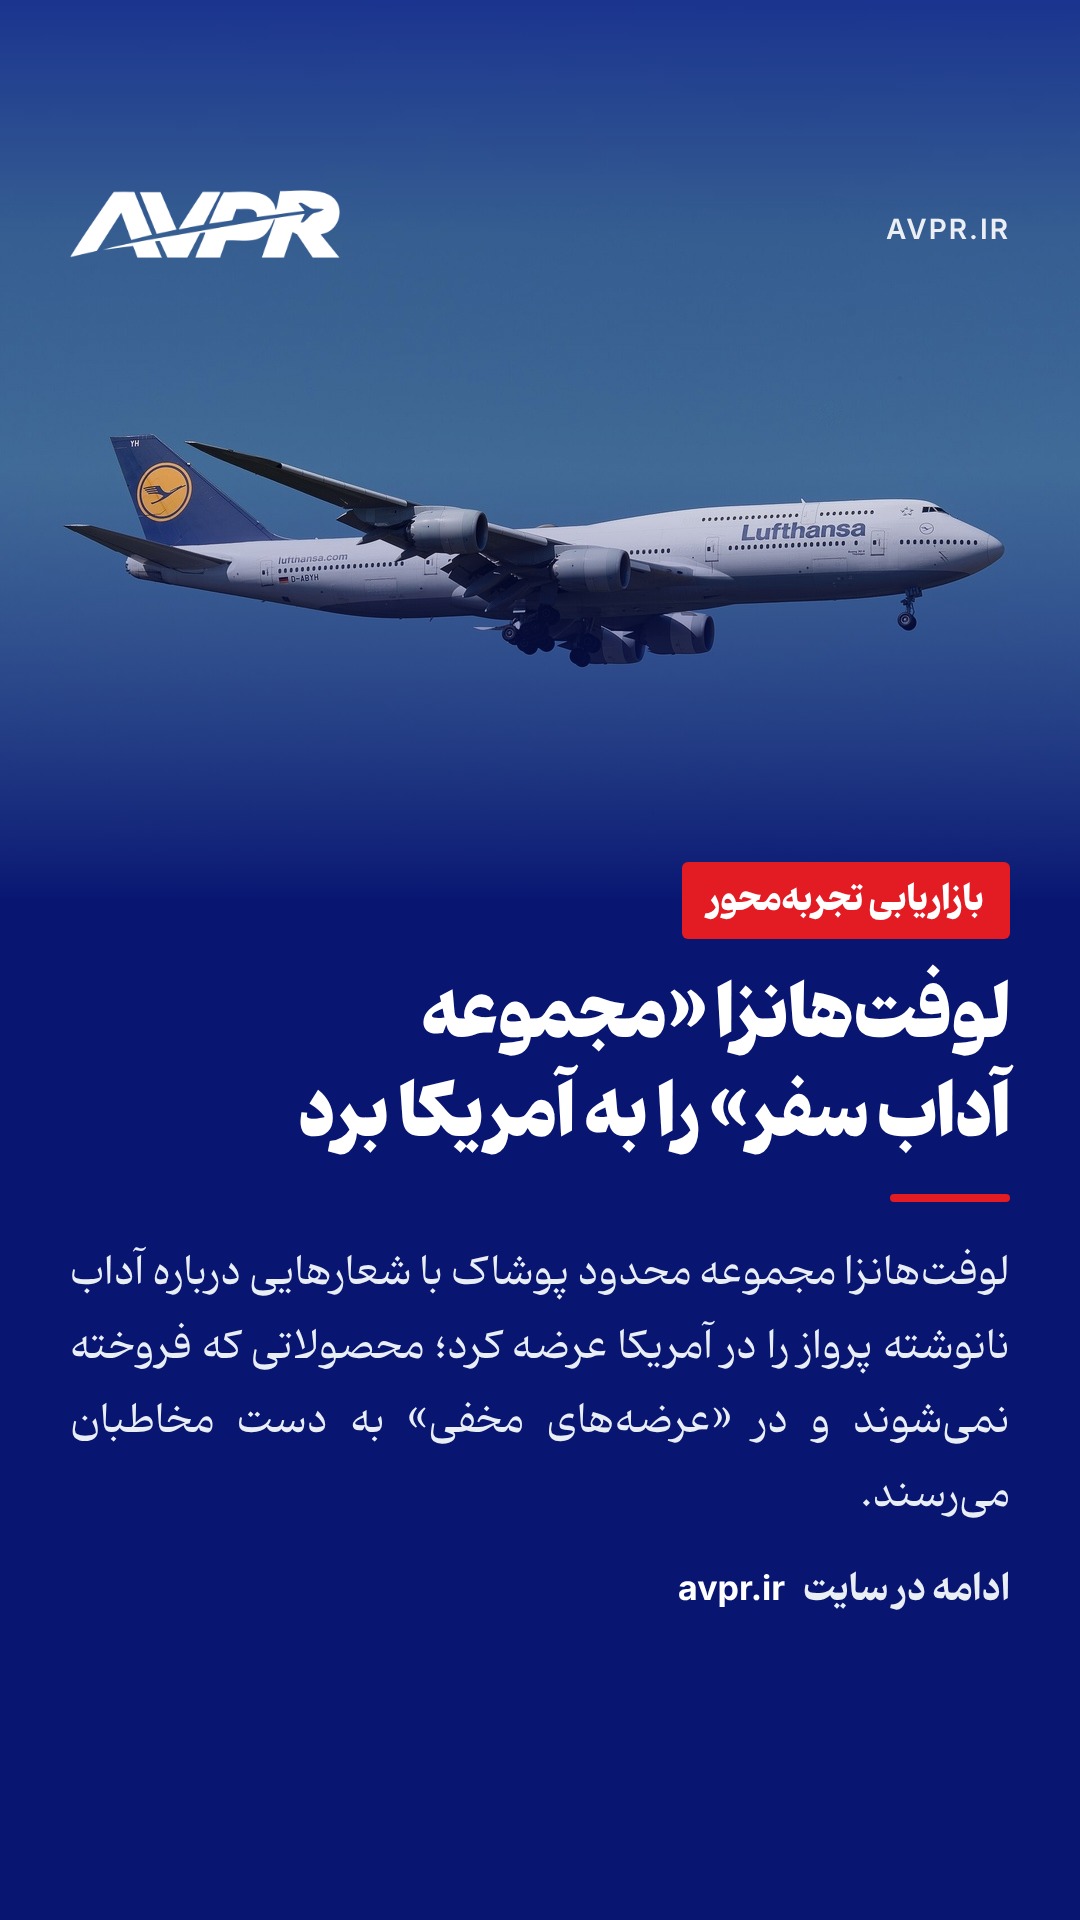 AVPR
AVPR.IR
YH
Lufthansa
lufthansa.com
D-ABYH
بازاریابی تجربه‌محور
لوفت‌هانزا «مجموعه
آداب سفر» را به آمریکا برد
لوفت‌هانزا مجموعه محدود پوشاک با شعارهایی درباره آداب
نانوشته پرواز را در آمریکا عرضه کرد؛ محصولاتی که فروخته
نمی‌شوند و در «عرضه‌های مخفی» به دست مخاطبان
می‌رسند.
ادامه در سایت avpr.ir